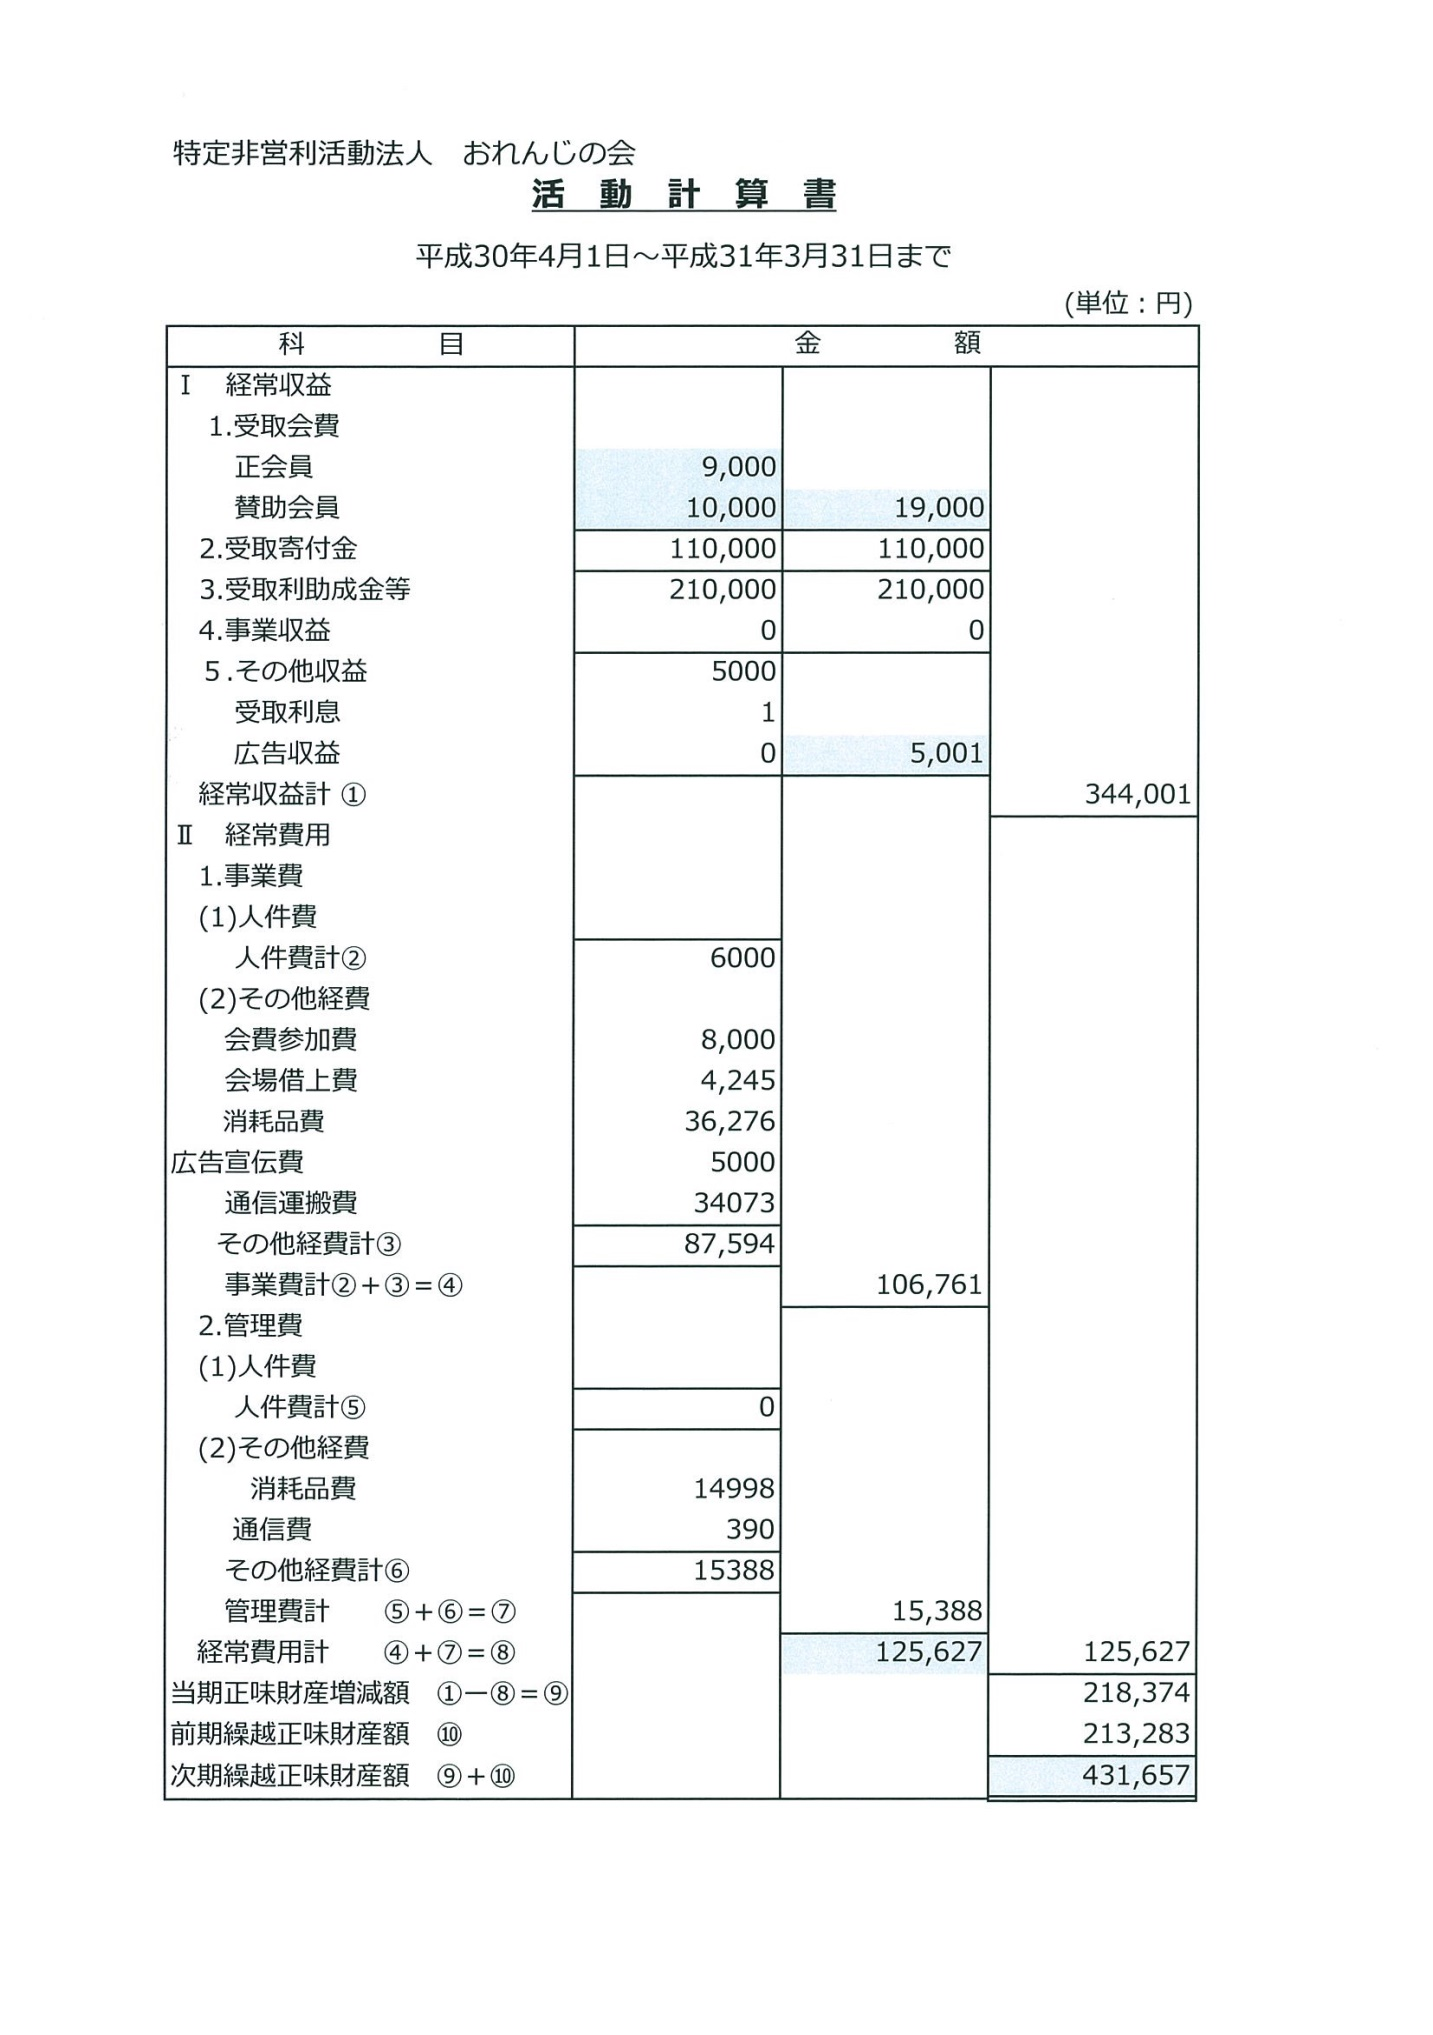 特定非営利活動法人　おれんじの会
活　動　計　算　書
平成30年4月1日～平成31年3月31日まで
(単位：円)
科　目　金　額
Ⅰ　経常収益
1.受取会費
正会員　9,000
賛助会員　10,000　19,000
2.受取寄付金　110,000　110,000
3.受取利助成金等　210,000　210,000
4.事業収益　0　0
５.その他収益　5000
受取利息　1
広告収益　0　5,001
経常収益計 ①　344,001
Ⅱ　経常費用
1.事業費
(1)人件費
人件費計②　6000
(2)その他経費
会費参加費　8,000
会場借上費　4,245
消耗品費　36,276
広告宣伝費　5000
通信運搬費　34073
その他経費計③　87,594
事業費計②＋③＝④　106,761
2.管理費
(1)人件費
人件費計⑤　0
(2)その他経費
消耗品費　14998
通信費　390
その他経費計⑥　15388
管理費計　⑤＋⑥＝⑦　15,388
経常費用計　④＋⑦＝⑧　125,627　125,627
当期正味財産増減額　①－⑧＝⑨　218,374
前期繰越正味財産額　⑩　213,283
次期繰越正味財産額　⑨＋⑩　431,657